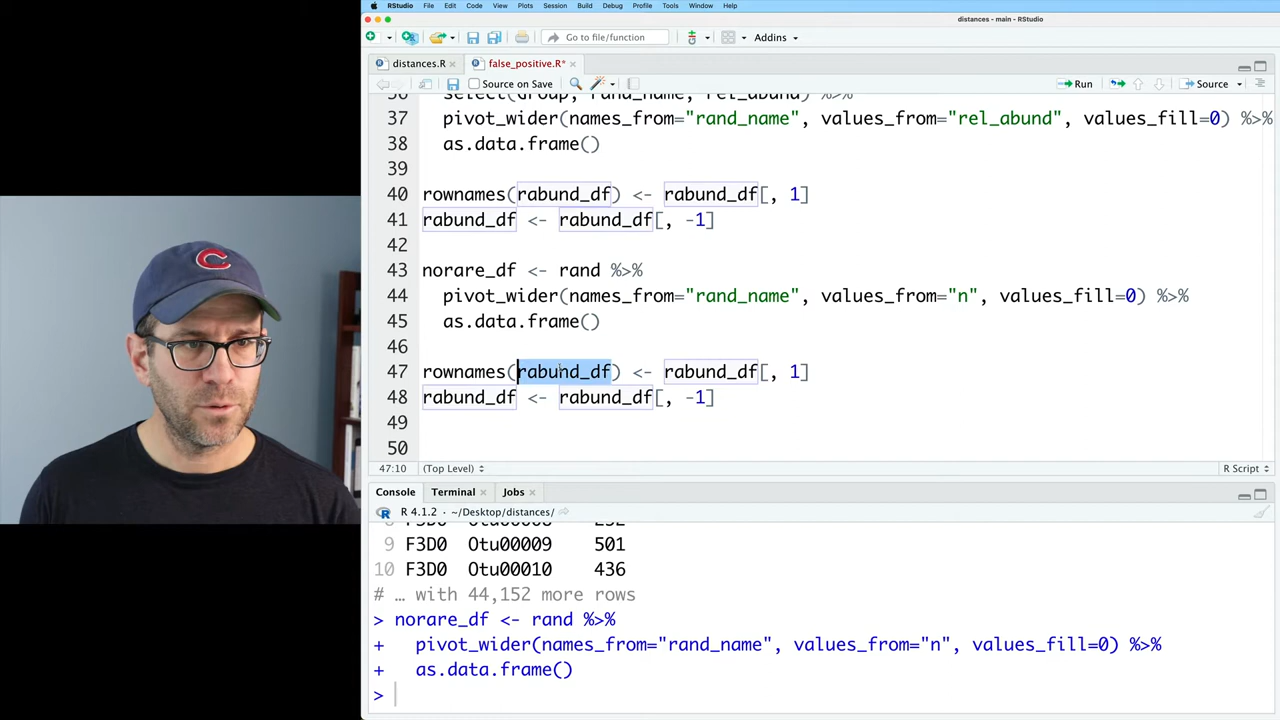 RStudio File Edit Code View Plots Session Build Debug Profile Tools Window Help
distances - main - RStudio
Go to file/function Addins
distances.R false_positive.R*
Source on Save Run Source
36 select(Group, rand_name, rel_abund) %>%
37 pivot_wider(names_from="rand_name", values_from="rel_abund", values_fill=0) %>%
38 as.data.frame()
39
40 rownames(rabund_df) <- rabund_df[, 1]
41 rabund_df <- rabund_df[, -1]
42
43 norare_df <- rand %>%
44 pivot_wider(names_from="rand_name", values_from="n", values_fill=0) %>%
45 as.data.frame()
46
47 rownames(rabund_df) <- rabund_df[, 1]
48 rabund_df <- rabund_df[, -1]
49
50
47:10 (Top Level) R Script
Console Terminal Jobs
R 4.1.2 · ~/Desktop/distances/
9 F3D0 Otu00009 501
10 F3D0 Otu00010 436
# … with 44,152 more rows
> norare_df <- rand %>%
+ pivot_wider(names_from="rand_name", values_from="n", values_fill=0) %>%
+ as.data.frame()
>
C